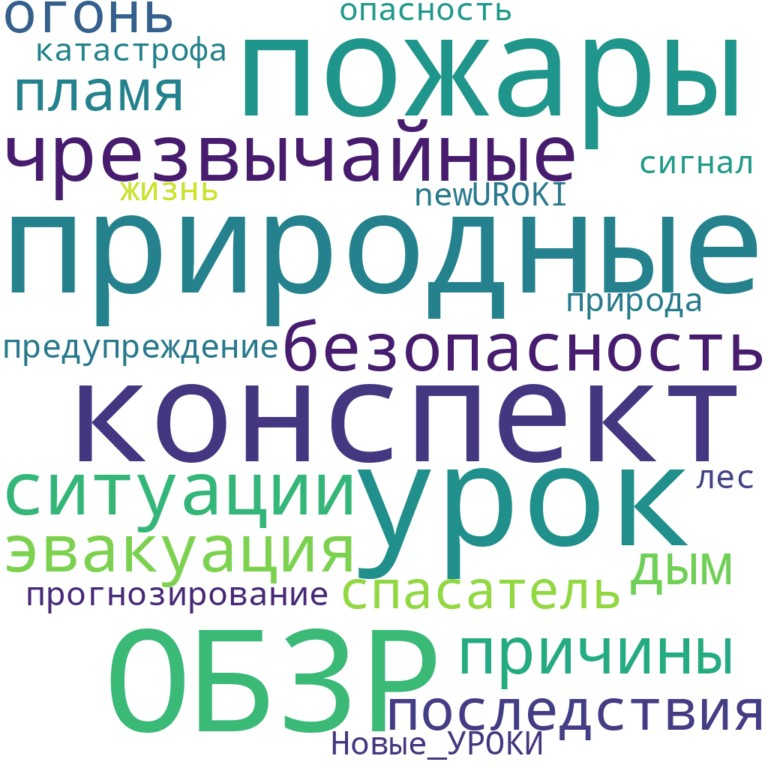 огонь
опасность
катастрофа
пожары
пламя
чрезвычайные
сигнал
жизнь
newUROKI
природные
природа
предупреждение
безопасность
конспект
ситуации
урок
лес
эвакуация
дым
прогнозирование
спасатель
ОБЗР
причины
последствия
Новые_УРОКИ